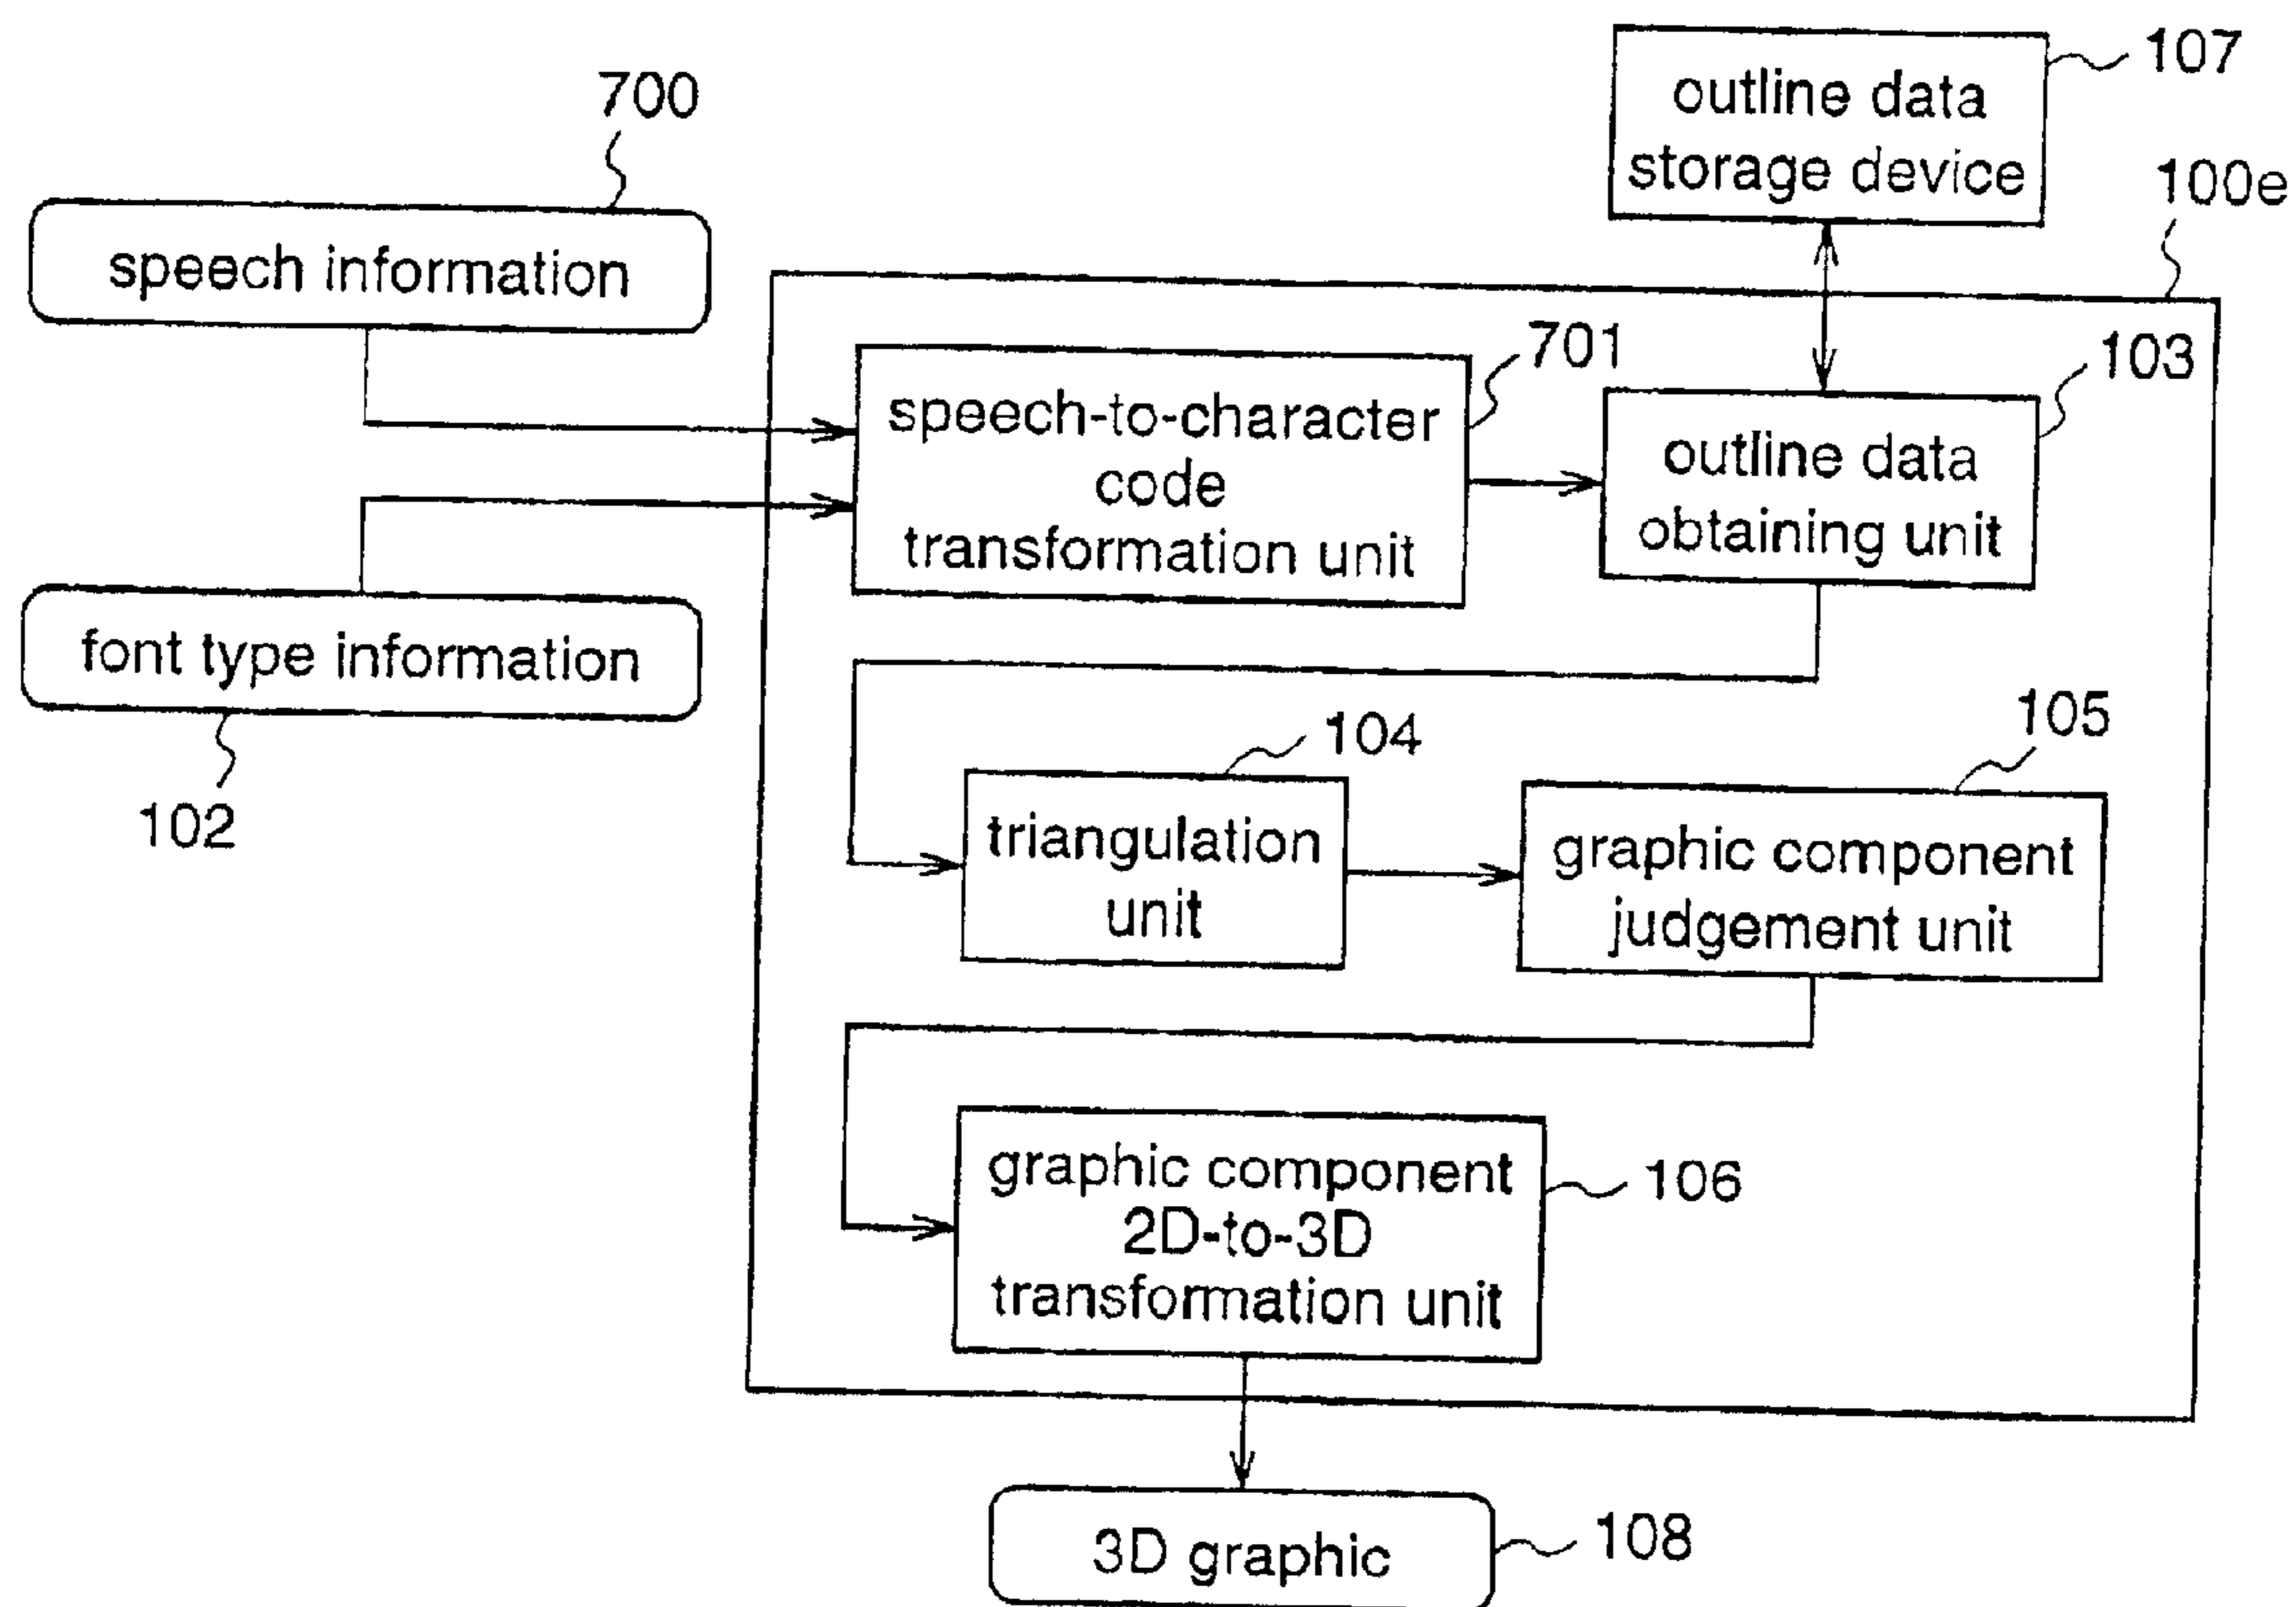 107
outline data
storage device
700
100e
speech information
701
103
speech-to-character
code
transformation unit
outline data
obtaining unit
font type information
102
104
105
triangulation
unit
graphic component
judgement unit
graphic component
2D-to-3D
transformation unit
106
3D graphic
108